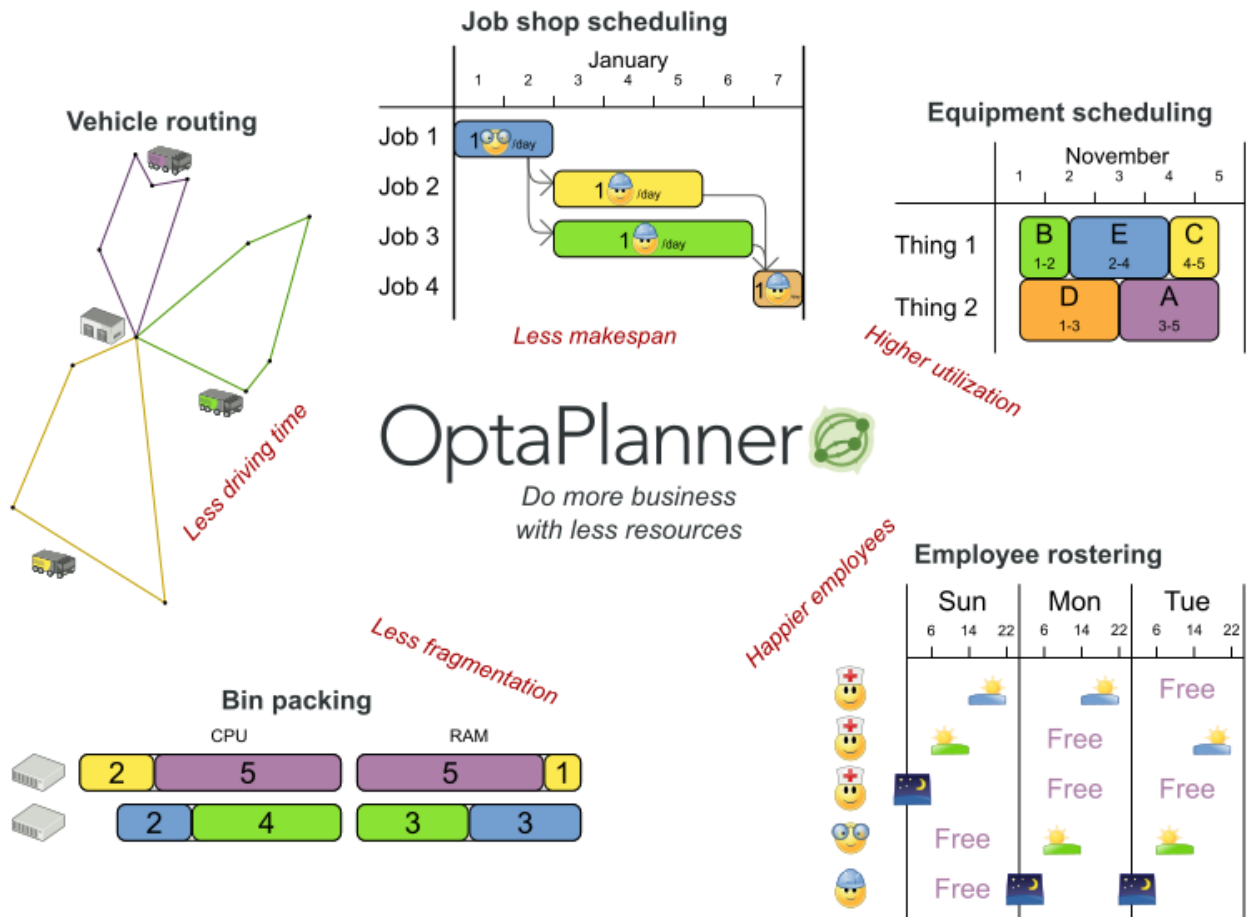 Job shop scheduling
January
1 2 3 4 5 6 7
Job 1
1 /day
Job 2
1 /day
Job 3
1 /day
Job 4
1
Less makespan
Vehicle routing
Less driving time
Equipment scheduling
November
1 2 3 4 5
Thing 1
B E C
1-2 2-4 4-5
Thing 2
D A
1-3 3-5
Higher utilization
OptaPlanner
Do more business
with less resources
Less fragmentation
Bin packing
CPU RAM
2 5 5 1
2 4 3 3
Happier employees
Employee rostering
Sun Mon Tue
6 14 22 6 14 22 6 14 22
Free
Free
Free Free
Free
Free